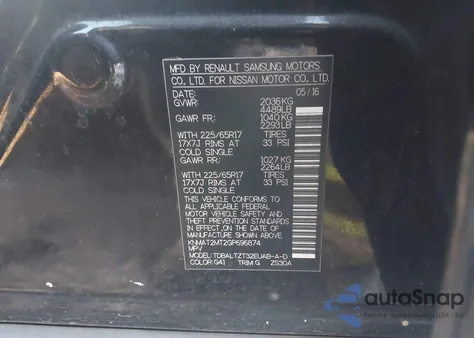 MFD BY RENAULT SAMSUNG MOTORS
CO. LTD. FOR NISSAN MOTOR CO. LTD.
DATE: 05/16
GVWR: 2036KG
4489LB
GAWR FR: 1040 KG
2293LB
WITH 225/65R17 TIRES
17X7J RIMS AT 33 PSI
COLD SINGLE
GAWR RR: 1027 KG
2264LB
WITH 225/65R17 TIRES
17X7J RIMS AT 33 PSI
COLD SINGLE
THIS VEHICLE CONFORMS TO
ALL APPLICABLE FEDERAL
MOTOR VEHICLE SAFETY
AND THEFT PREVENTION
STANDARDS IN EFFECT
ON THE DATE OF
MANUFACTURE SHOWN ABOVE.
KNMAT2MT2GP696874
MPV
MODEL: TDBALTZT32EUAB-A-D
COLOR: G41 TRIM: G ZS30A
autoSnap